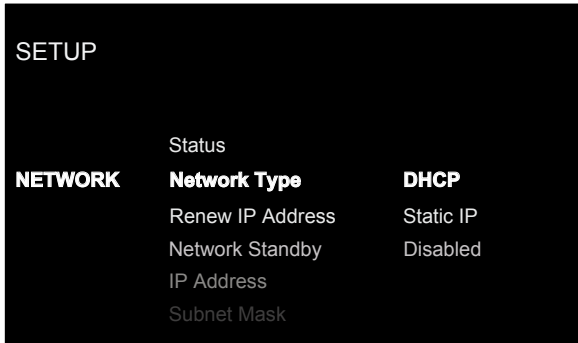 SETUP
Status
NETWORK Network Type DHCP
Renew IP Address Static IP
Network Standby Disabled
IP Address
Subnet Mask